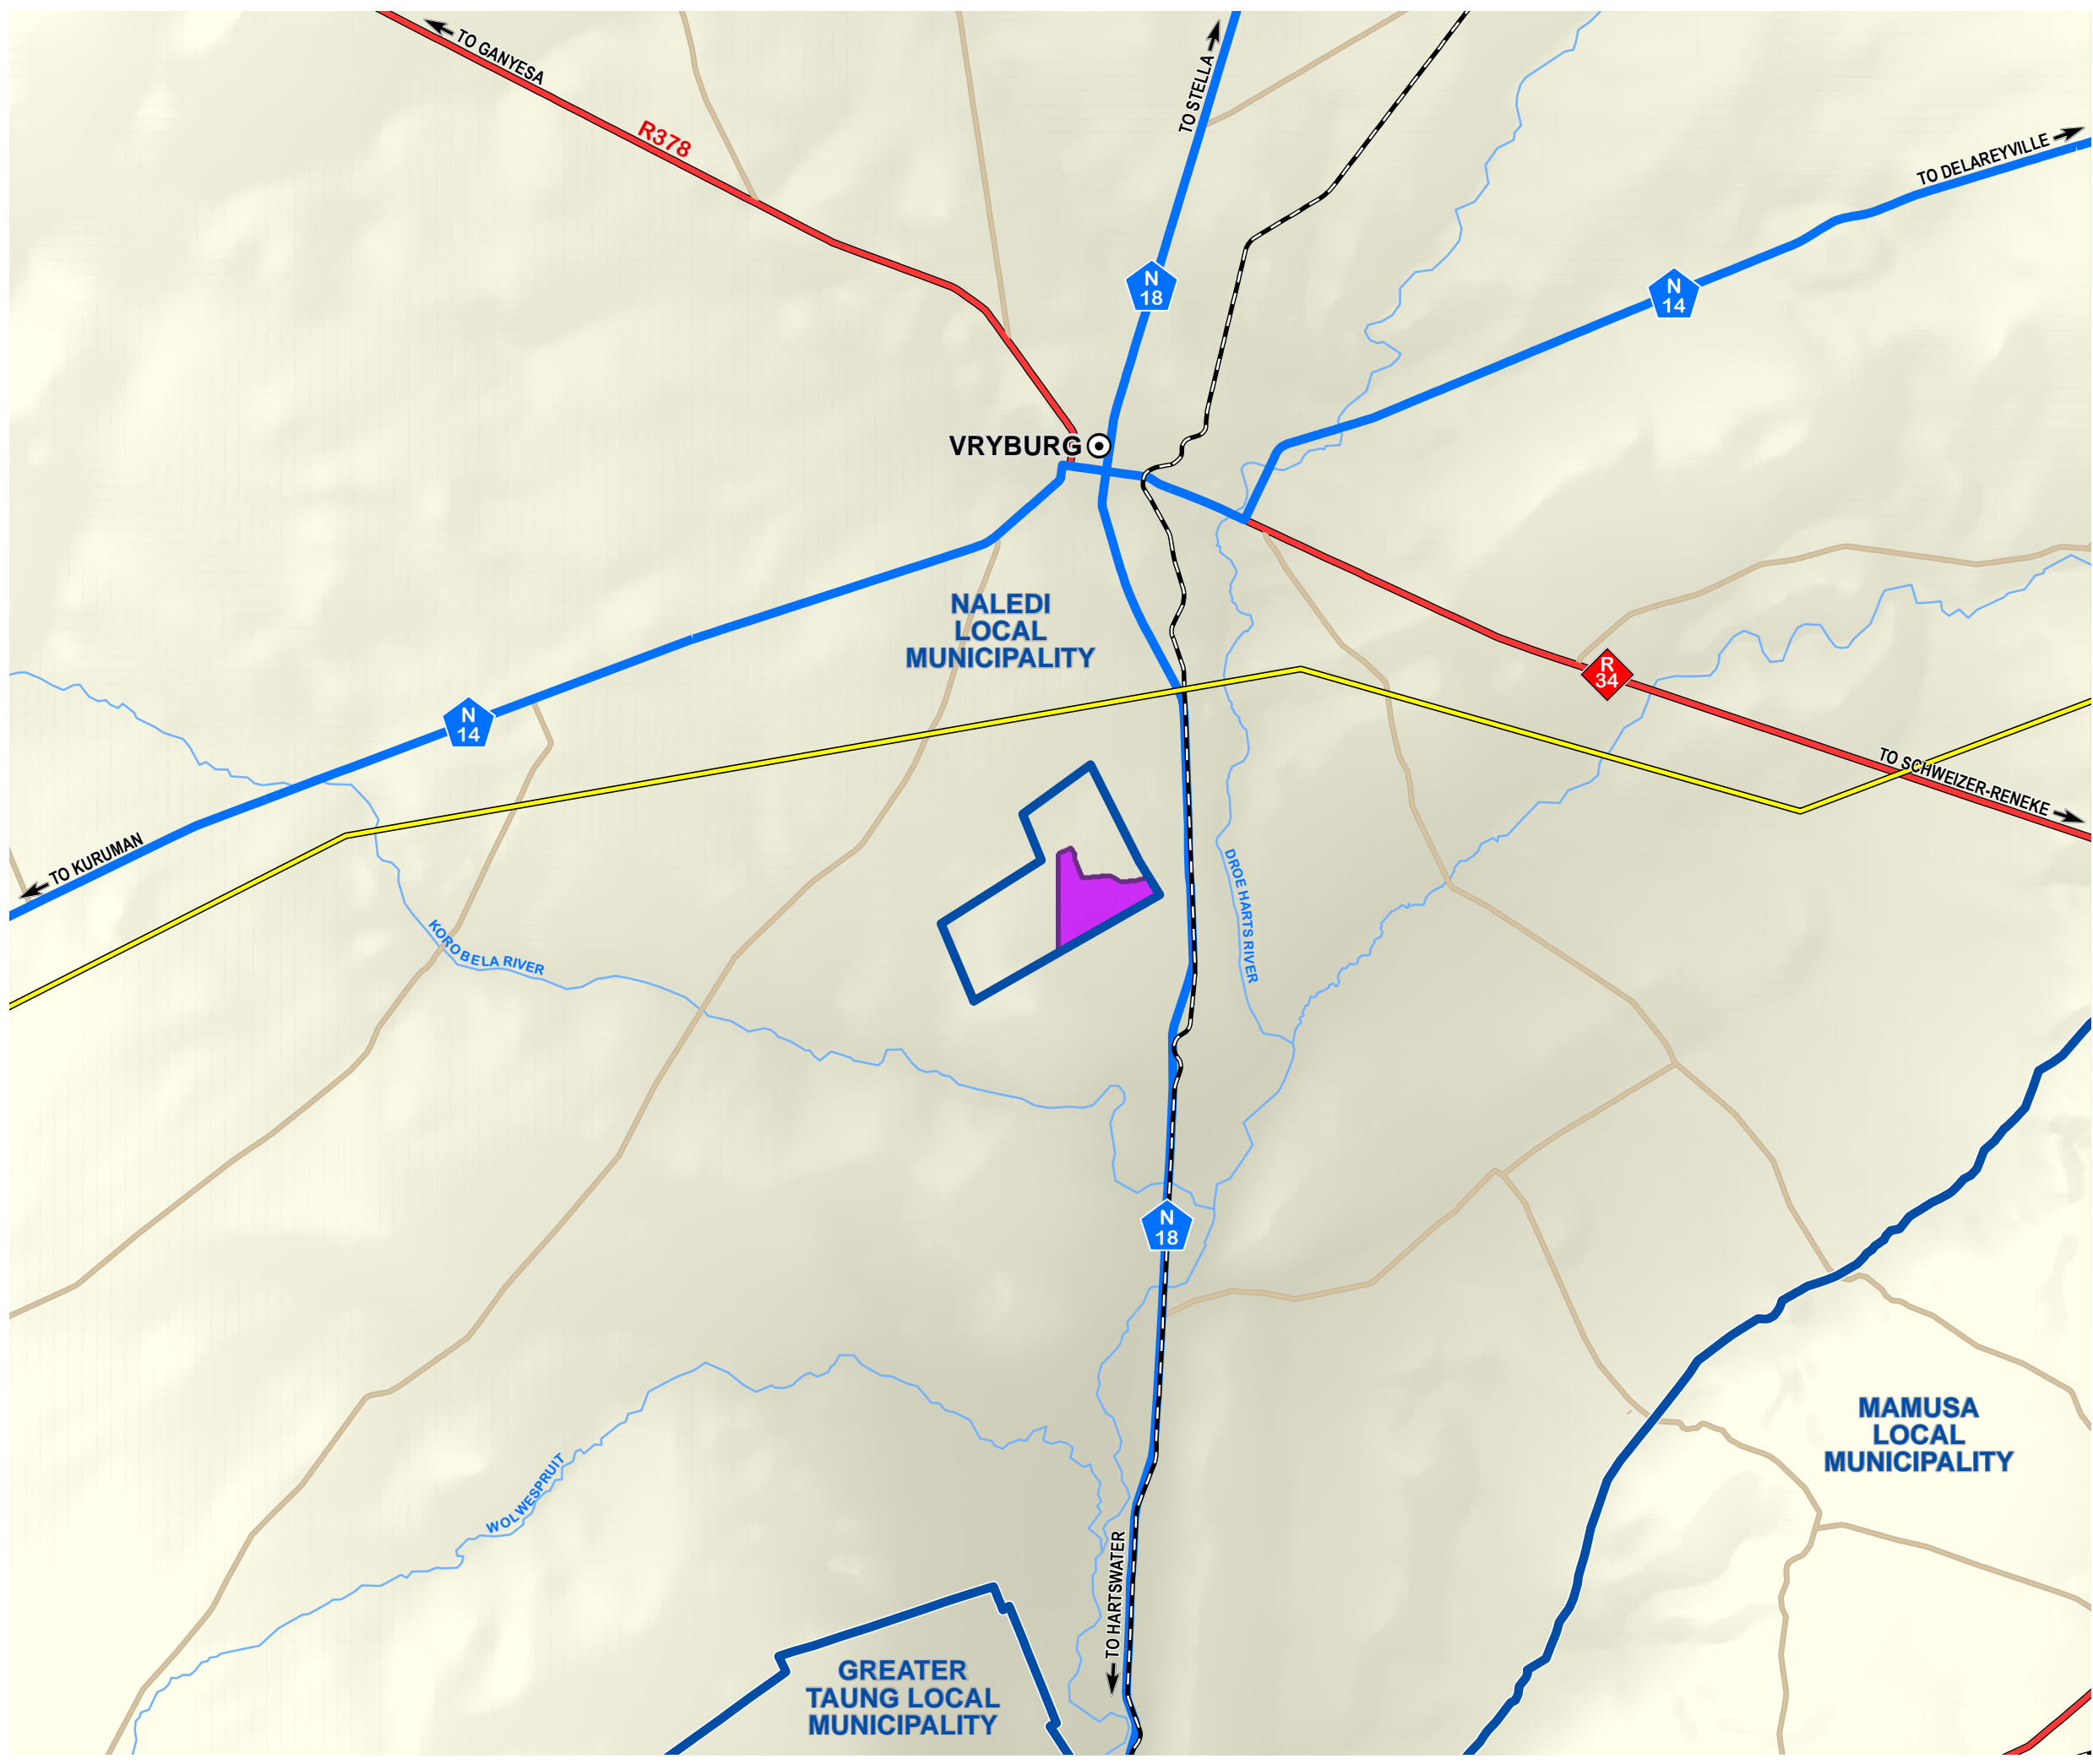 TO GANYESA
R378
TO STELLA
TO DELAREYVILLE
N
18
N
14
VRYBURG
NALEDI
LOCAL
MUNICIPALITY
R
34
N
14
TO SCHWEIZER-RENEKE
TO KURUMAN
DROE HARTS RIVER
KOROBELA RIVER
N
18
MAMUSA
LOCAL
MUNICIPALITY
WOLWESPRUIT
TO HARTSWATER
GREATER
TAUNG LOCAL
MUNICIPALITY